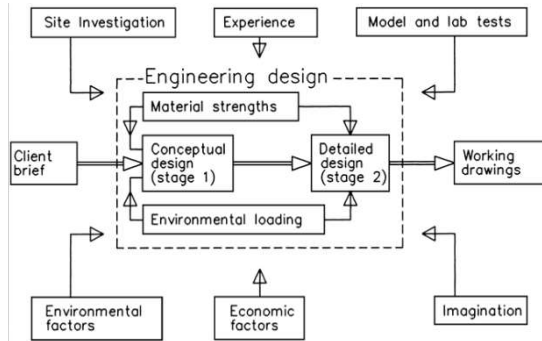 Site Investigation
Experience
Model and lab tests
Engineering design
Material strengths
Client
brief
Conceptual
design
(stage 1)
Detailed
design
(stage 2)
Working
drawings
Environmental loading
Environmental
factors
Economic
factors
Imagination